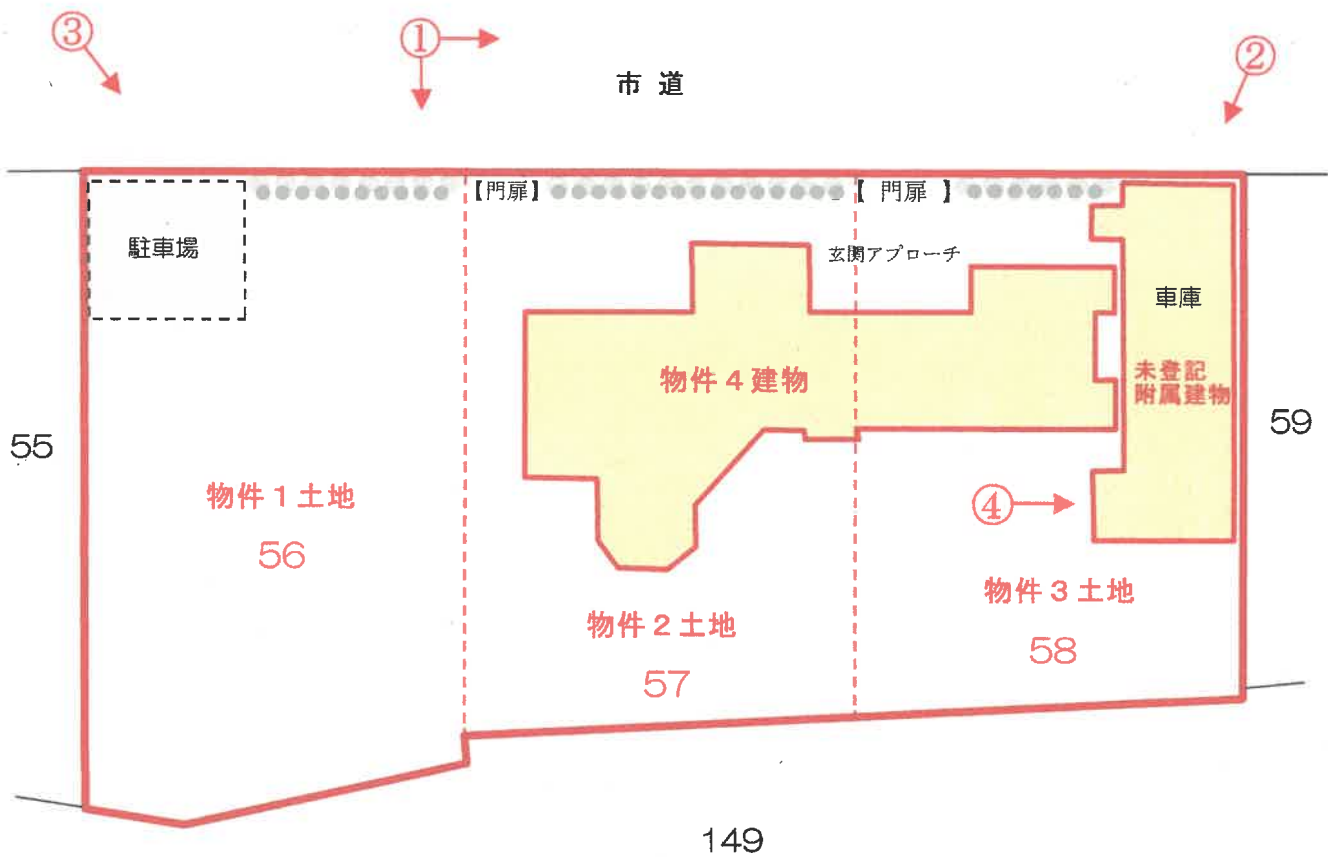 ③
①
②
市道
【門扉】
【門扉】
駐車場
玄関アプローチ
車庫
物件4建物
未登記
附属建物
55
59
物件1土地
56
④
物件2土地
57
物件3土地
58
149